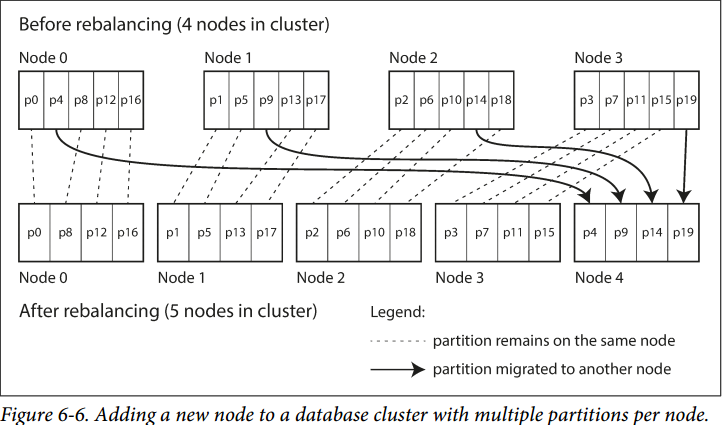 Before rebalancing (4 nodes in cluster)
Node 0 Node 1 Node 2 Node 3
p0 p4 p8 p12 p16 p1 p5 p9 p13 p17 p2 p6 p10 p14 p18 p3 p7 p11 p15 p19
p0 p8 p12 p16 p1 p5 p13 p17 p2 p6 p10 p18 p3 p7 p11 p15 p4 p9 p14 p19
Node 0 Node 1 Node 2 Node 3 Node 4
After rebalancing (5 nodes in cluster)
Legend:
partition remains on the same node
partition migrated to another node
Figure 6-6. Adding a new node to a database cluster with multiple partitions per node.